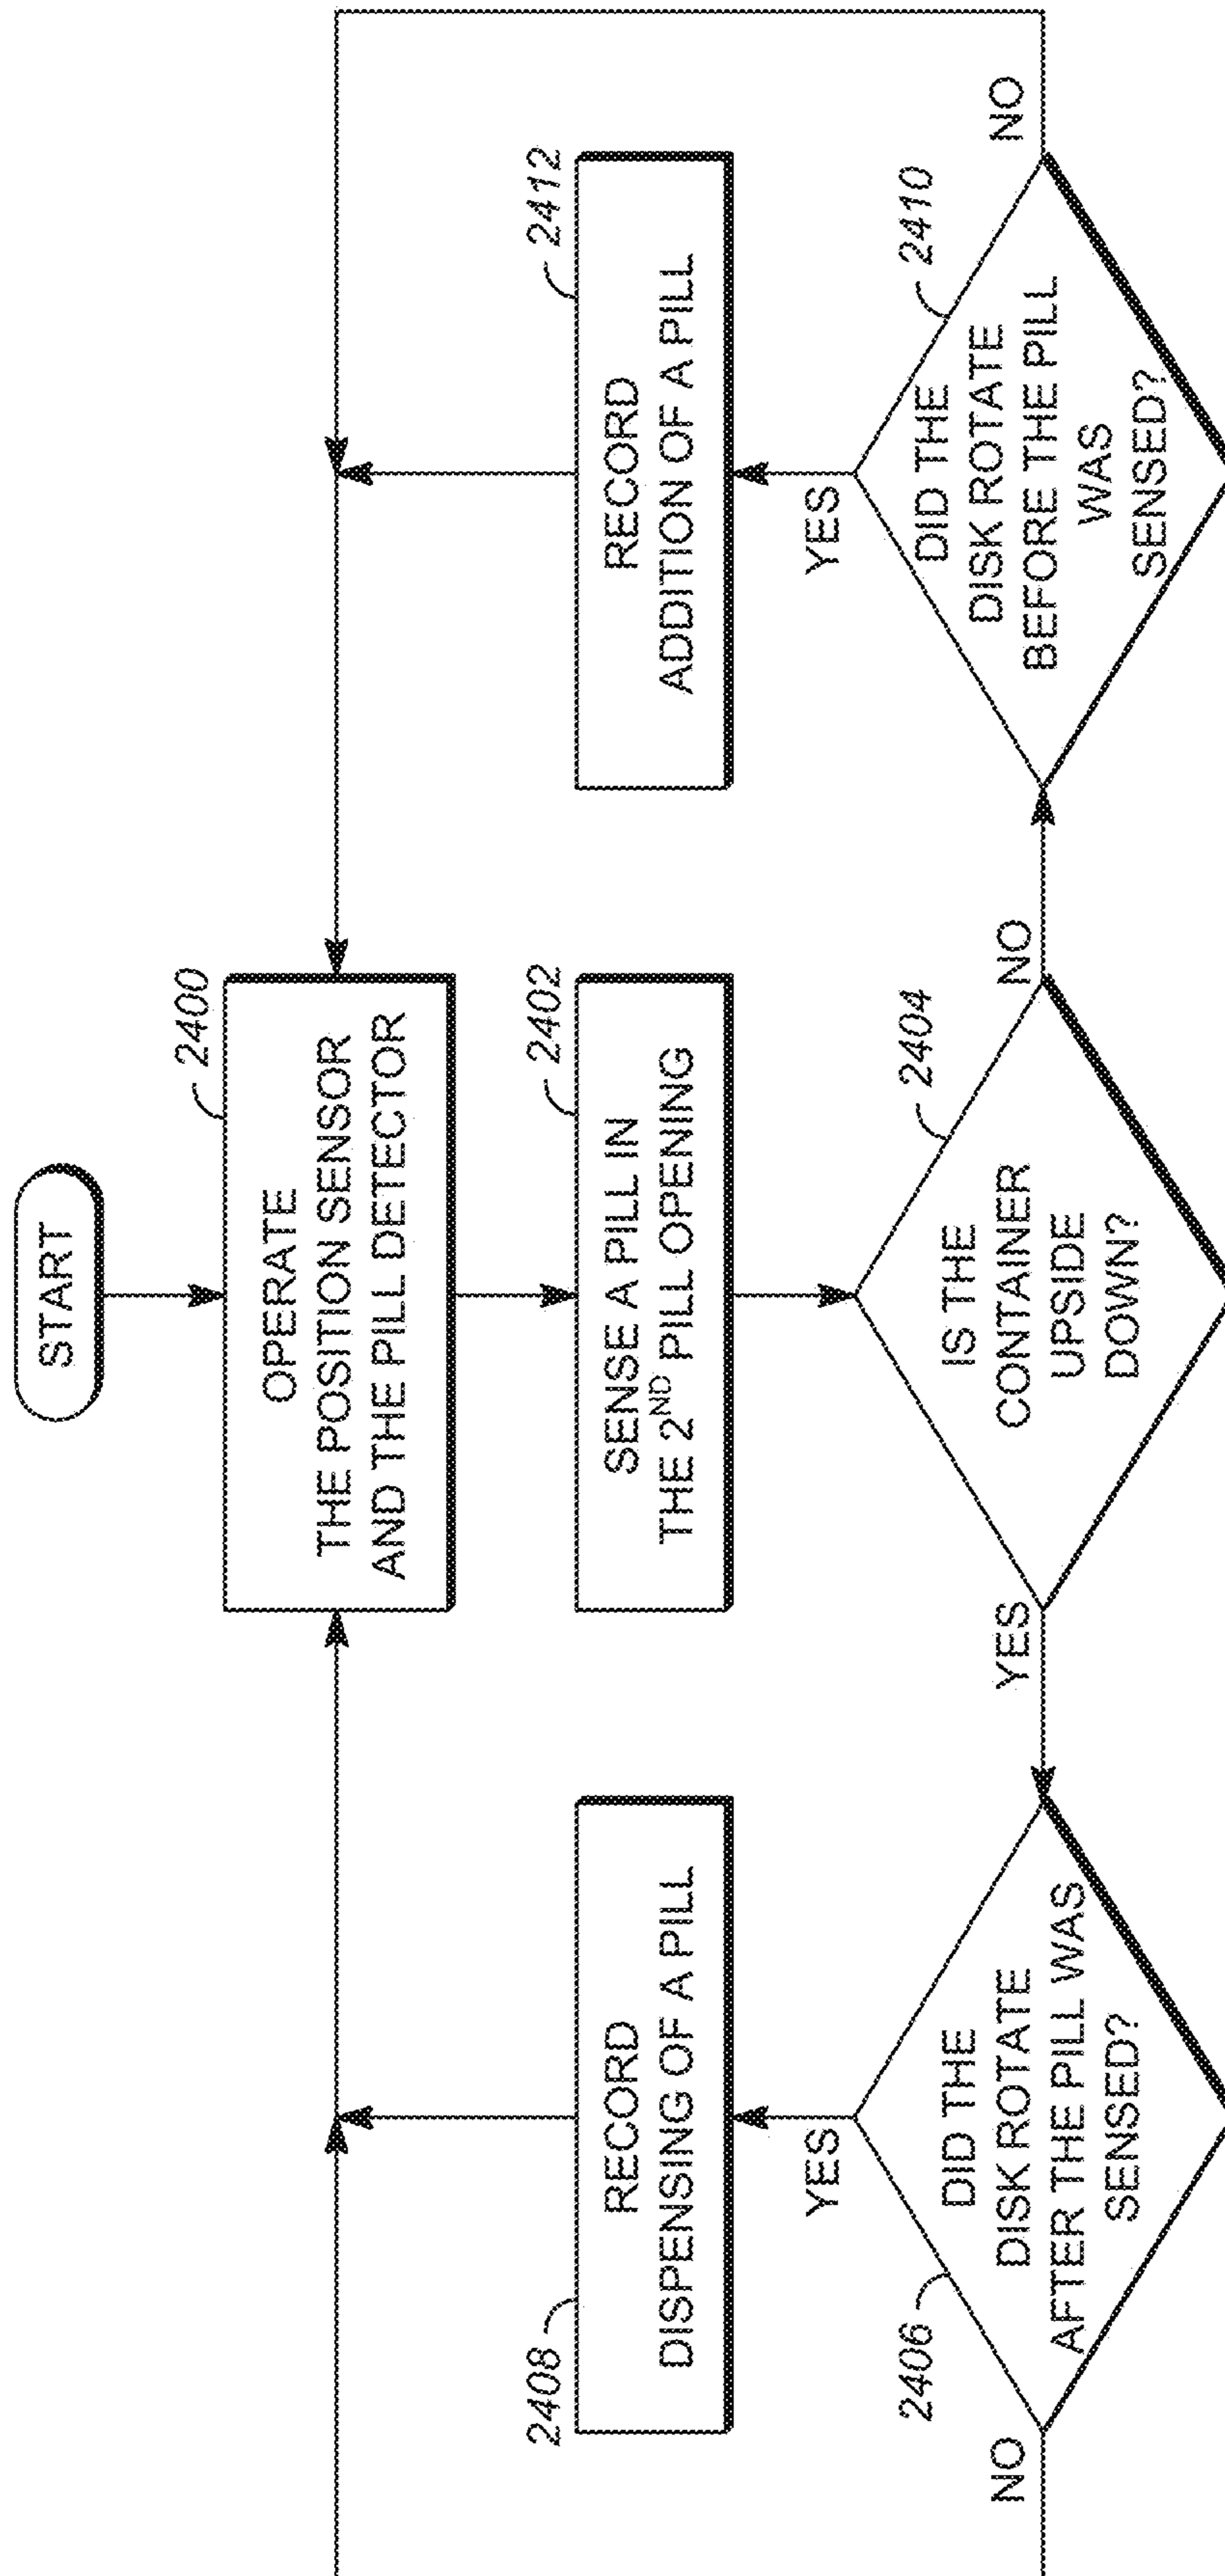 START
2400
OPERATE
THE POSITION SENSOR
AND THE PILL DETECTOR
2402
SENSE A PILL IN
THE 2ND PILL OPENING
2404
IS THE
CONTAINER
UPSIDE
DOWN?
YES
NO
2406
DID THE
DISK ROTATE
AFTER THE PILL WAS
SENSED?
NO
YES
2408
RECORD
DISPENSING OF A PILL
2410
DID THE
DISK ROTATE
BEFORE THE PILL
WAS
SENSED?
YES
NO
2412
RECORD
ADDITION OF A PILL